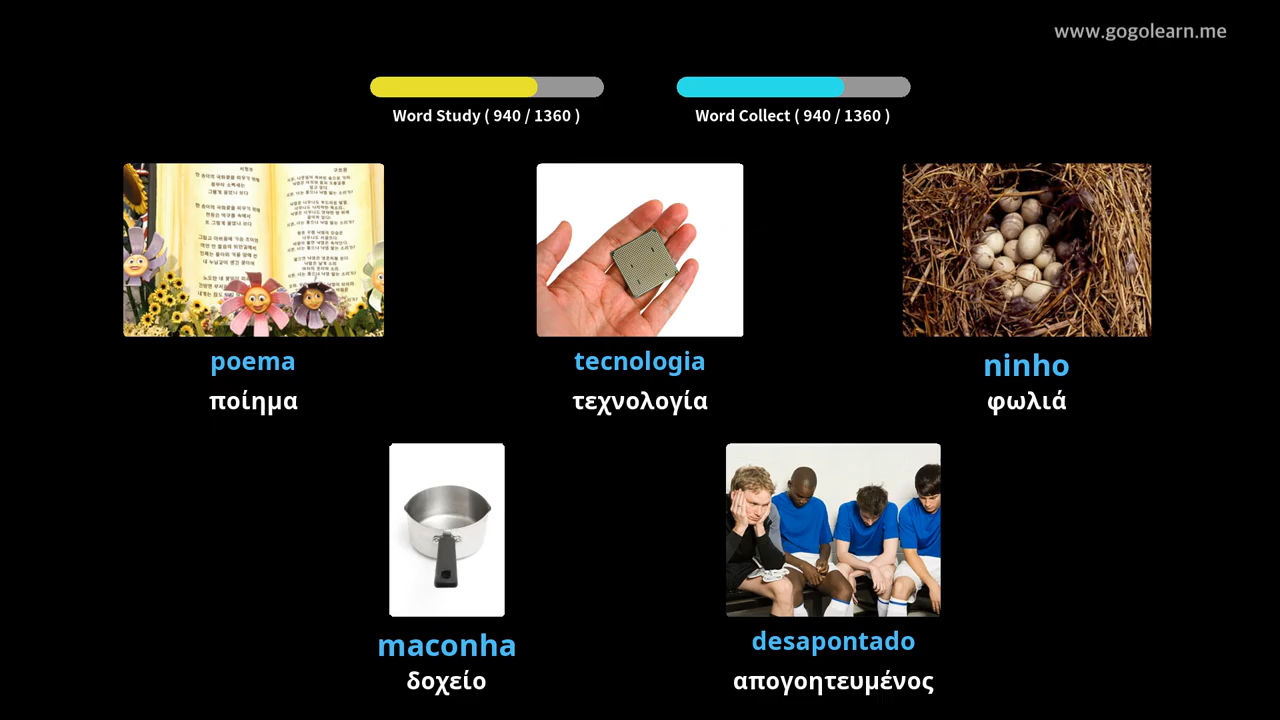 www.gogolearn.me
Word Study ( 940 / 1360 )
Word Collect ( 940 / 1360 )
poema
ποίημα
tecnologia
τεχνολογία
ninho
φωλιά
maconha
δοχείο
desapontado
απογοητευμένος